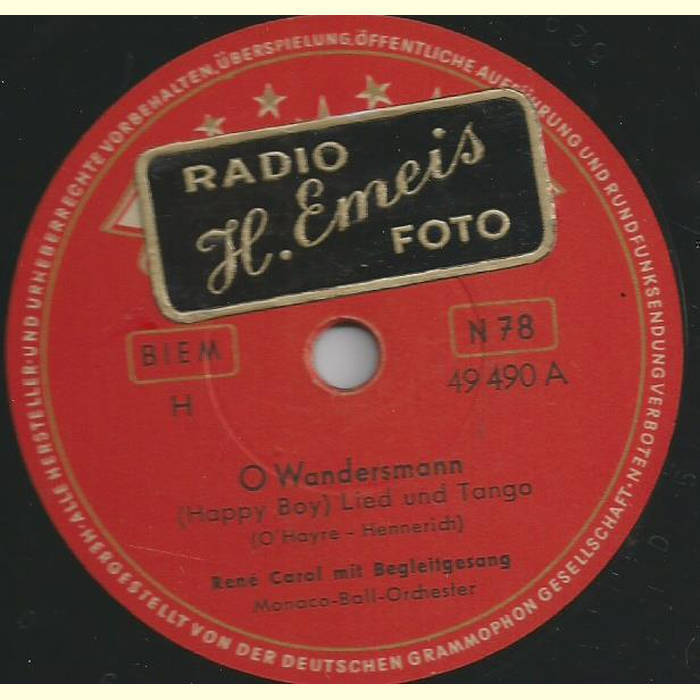 RADIO
H. Emeis
FOTO
BIEM
N 78
H
49 490 A
O Wandersmann
(Happy Boy) Lied und Tango
(O'Hayre - Hennerich)
René Carol mit Begleitgesang
Monaco-Ball-Orchester
ALLE HERSTELLER- UND URHEBERRECHTE VORBEHALTEN, ÜBERSPIELUNG, ÖFFENTLICHE AUFFÜHRUNG UND RUNDFUNKSENDUNG VERBOTEN · HERGESTELLT VON DER DEUTSCHEN GRAMMOPHON GESELLSCHAFT ·